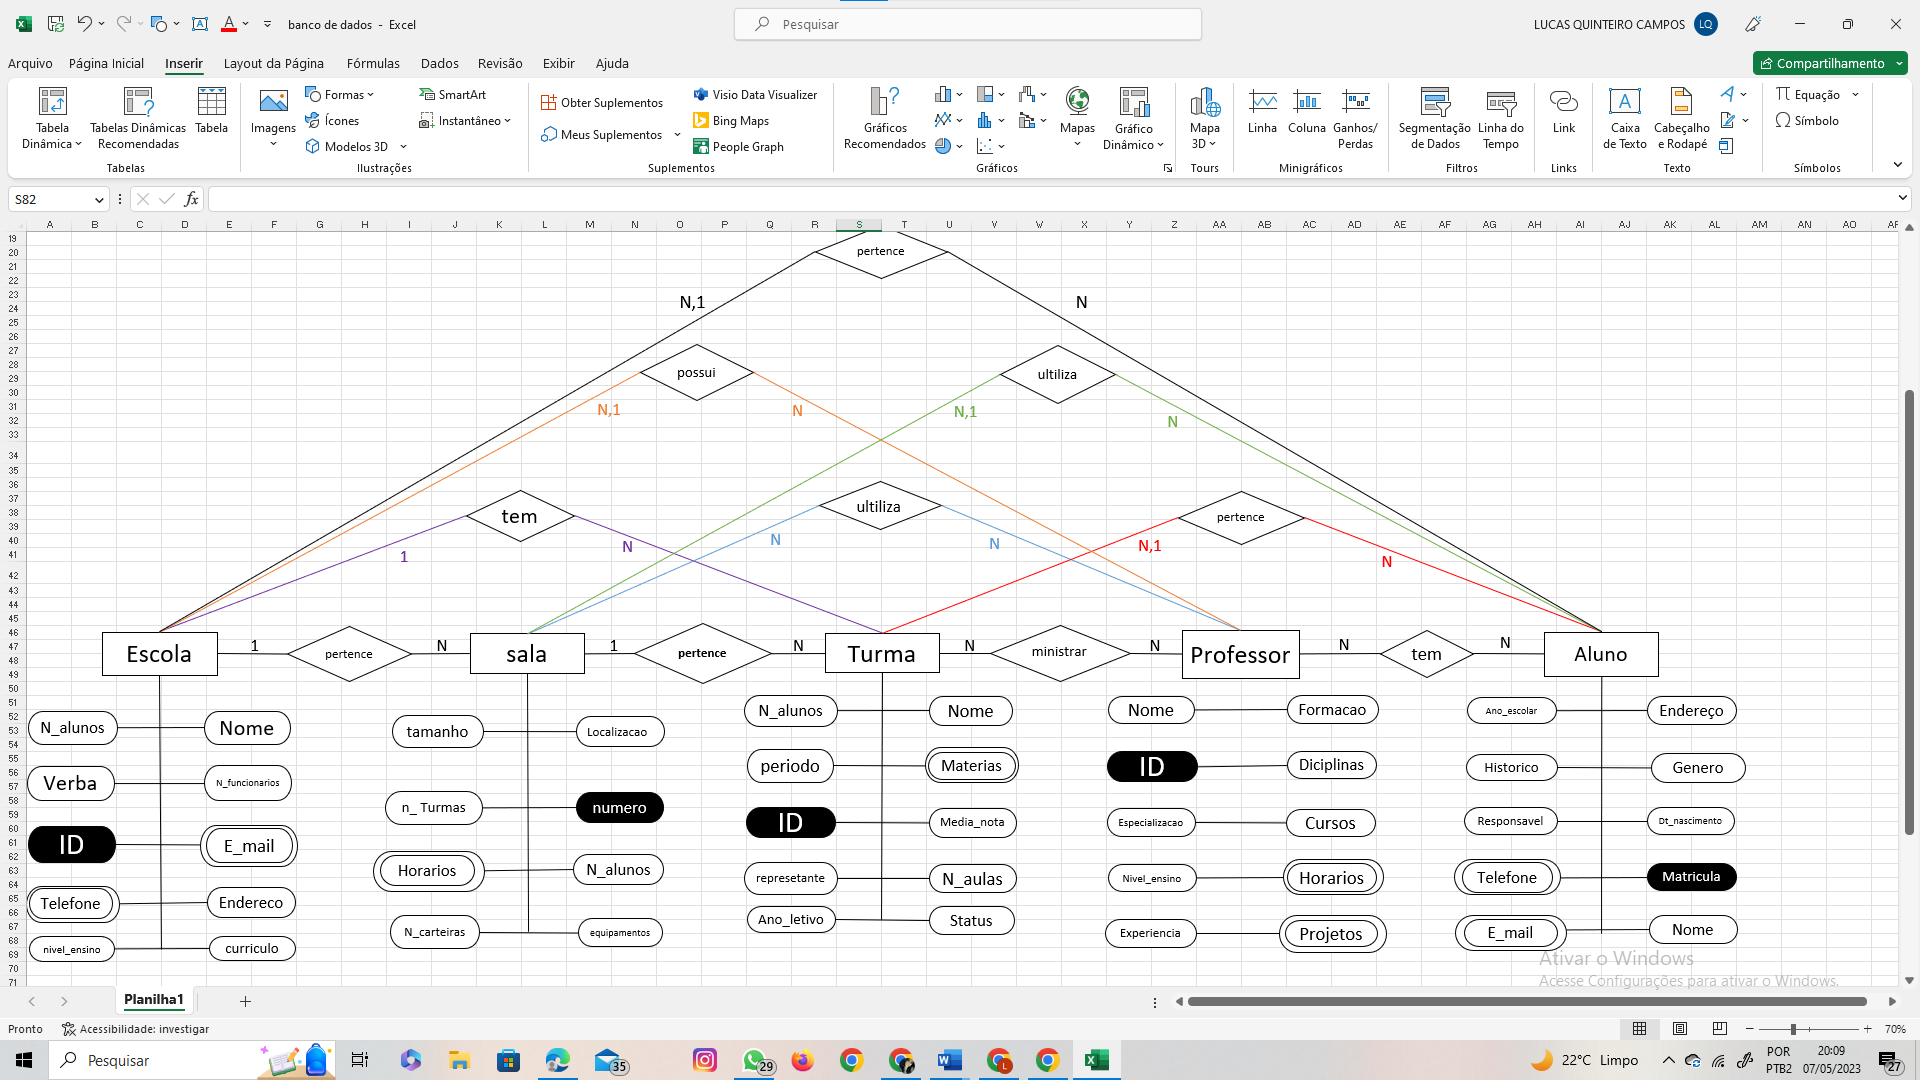 banco de dados - Excel
Pesquisar
LUCAS QUINTEIRO CAMPOS LQ
Arquivo Página Inicial Inserir Layout da Página Fórmulas Dados Revisão Exibir Ajuda
Compartilhamento
Tabela Dinâmica
Tabelas Dinâmicas Recomendadas
Tabela
Tabelas
Imagens
Formas
Ícones
Modelos 3D
SmartArt
Instantâneo
Ilustrações
Obter Suplementos
Meus Suplementos
Visio Data Visualizer
Bing Maps
People Graph
Suplementos
Gráficos Recomendados
Mapas
Gráfico Dinâmico
Gráficos
Mapa 3D
Tours
Linha
Coluna
Ganhos/ Perdas
Minigráficos
Segmentação de Dados
Linha do Tempo
Filtros
Link
Links
Caixa de Texto
Cabeçalho e Rodapé
Texto
Equação
Símbolo
Símbolos
S82
fx
A B C D E F G H I J K L M N O P Q R S T U V W X Y Z AA AB AC AD AE AF AG AH AI AJ AK AL AM AN AO
19
20
21
22
23
24
25
26
27
28
29
30
31
32
33
34
35
36
37
38
39
40
41
42
43
44
45
46
47
48
49
50
51
52
53
54
55
56
57
58
59
60
61
62
63
64
65
66
67
68
69
70
71
pertence
N,1 N
possui ultiliza
N,1 N N,1 N
tem ultiliza pertence
1 N N N N,1 N
Escola 1 pertence N sala 1 pertence N Turma N ministrar N Professor N tem N Aluno
N_alunos Nome
Verba N_funcionarios
ID E_mail
Telefone Endereco
nivel_ensino curriculo
tamanho Localizacao
n_ Turmas numero
Horarios N_alunos
N_carteiras equipamentos
N_alunos Nome
periodo Materias
ID Media_nota
represetante N_aulas
Ano_letivo Status
Nome Formacao
ID Diciplinas
Especializacao Cursos
Nivel_ensino Horarios
Experiencia Projetos
Ano_escolar Endereço
Historico Genero
Responsavel Dt_nascimento
Telefone Matricula
E_mail Nome
Ativar o Windows
Acesse Configurações para ativar o Windows.
Planilha1
Pronto Acessibilidade: investigar 70%
Pesquisar
35
29
22°C Limpo
POR
PTB2
20:09
07/05/2023
27